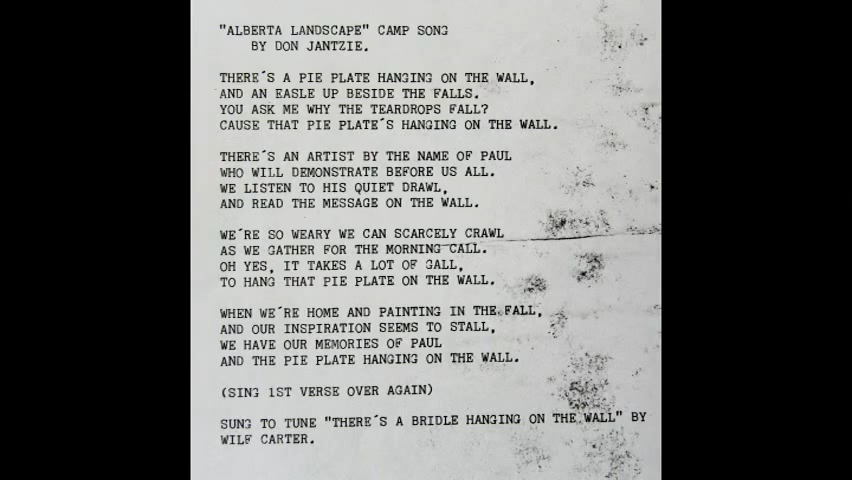 "ALBERTA LANDSCAPE" CAMP SONG
BY DON JANTZIE.
THERE´S A PIE PLATE HANGING ON THE WALL,
AND AN EASLE UP BESIDE THE FALLS.
YOU ASK ME WHY THE TEARDROPS FALL?
CAUSE THAT PIE PLATE´S HANGING ON THE WALL.
THERE´S AN ARTIST BY THE NAME OF PAUL
WHO WILL DEMONSTRATE BEFORE US ALL.
WE LISTEN TO HIS QUIET DRAWL,
AND READ THE MESSAGE ON THE WALL.
WE´RE SO WEARY WE CAN SCARCELY CRAWL
AS WE GATHER FOR THE MORNING CALL.
OH YES, IT TAKES A LOT OF GALL,
TO HANG THAT PIE PLATE ON THE WALL.
WHEN WE´RE HOME AND PAINTING IN THE FALL,
AND OUR INSPIRATION SEEMS TO STALL,
WE HAVE OUR MEMORIES OF PAUL
AND THE PIE PLATE HANGING ON THE WALL.
(SING 1ST VERSE OVER AGAIN)
SUNG TO TUNE "THERE´S A BRIDLE HANGING ON THE WALL" BY
WILF CARTER.